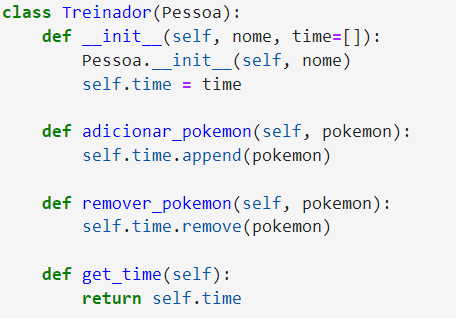 class Treinador(Pessoa):
    def __init__(self, nome, time=[]):
        Pessoa.__init__(self, nome)
        self.time = time

    def adicionar_pokemon(self, pokemon):
        self.time.append(pokemon)

    def remover_pokemon(self, pokemon):
        self.time.remove(pokemon)

    def get_time(self):
        return self.time